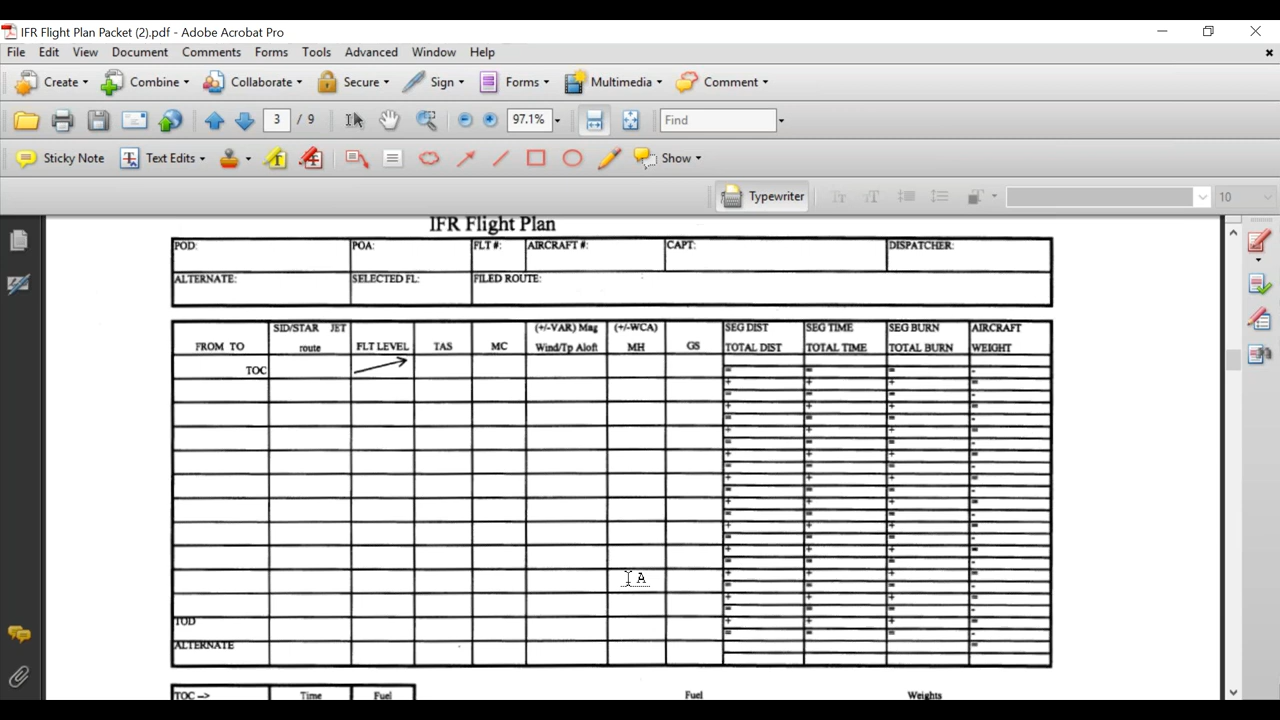 IFR Flight Plan Packet (2).pdf - Adobe Acrobat Pro
File Edit View Document Comments Forms Tools Advanced Window Help
Create Combine Collaborate Secure Sign Forms Multimedia Comment
3 / 9 97.1% Find
Sticky Note Text Edits Show
Typewriter 10
IFR Flight Plan
POD: POA: FLT #: AIRCRAFT #: CAPT: DISPATCHER:
ALTERNATE: SELECTED FL: FILED ROUTE:
SID/STAR JET (+/-VAR) Mag (+/-WCA) SEG DIST SEG TIME SEG BURN AIRCRAFT
FROM TO route FLT LEVEL TAS MC Wind/Tp Aloft MH GS TOTAL DIST TOTAL TIME TOTAL BURN WEIGHT
TOC = = = -
+ + + =
= = = -
+ + + =
= = = -
+ + + =
= = = -
+ + + =
= = = -
+ + + =
= = = -
+ + + =
= = = -
+ + + =
= = = -
+ + + =
= = = -
+ + + =
= = = -
+ + + =
= = = -
TOD + + + =
= = = -
ALTERNATE =
TOC --> Time Fuel Fuel Weights